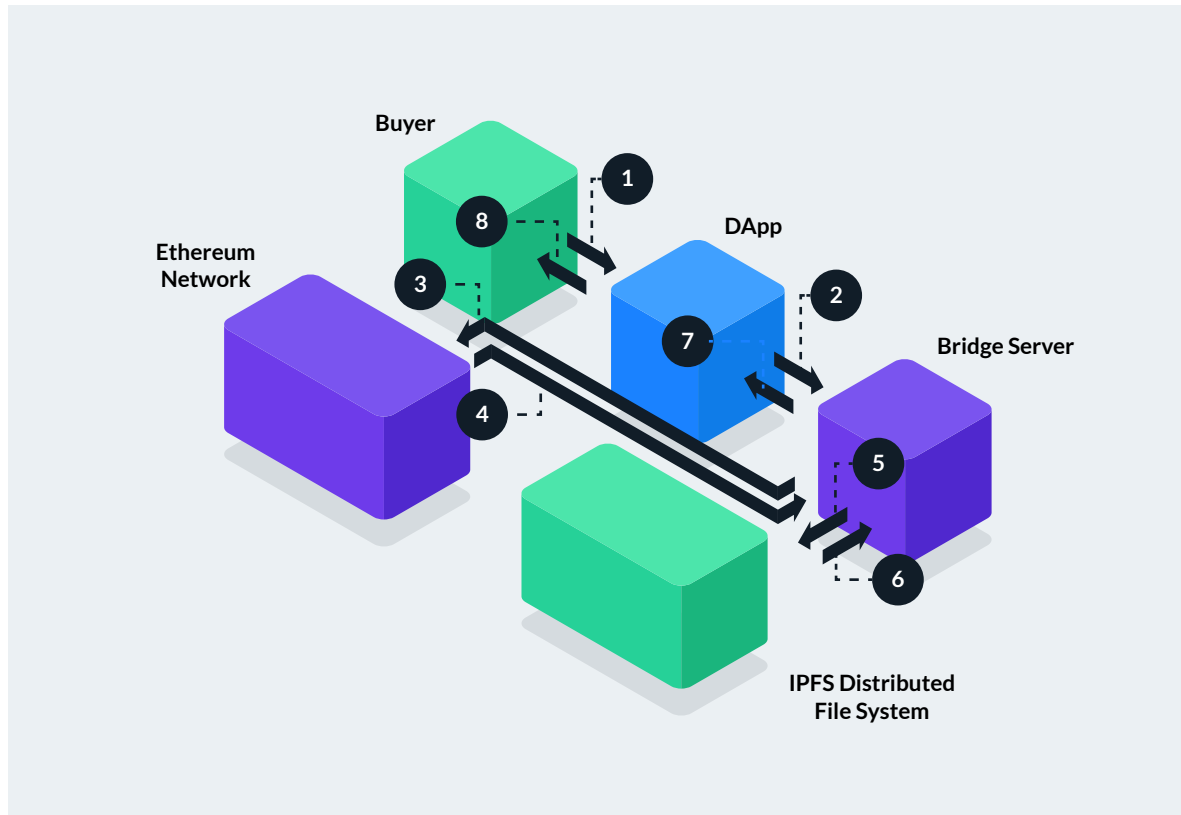 Buyer
1
8
DApp
Ethereum
Network
3
2
7
Bridge Server
4
5
6
IPFS Distributed
File System